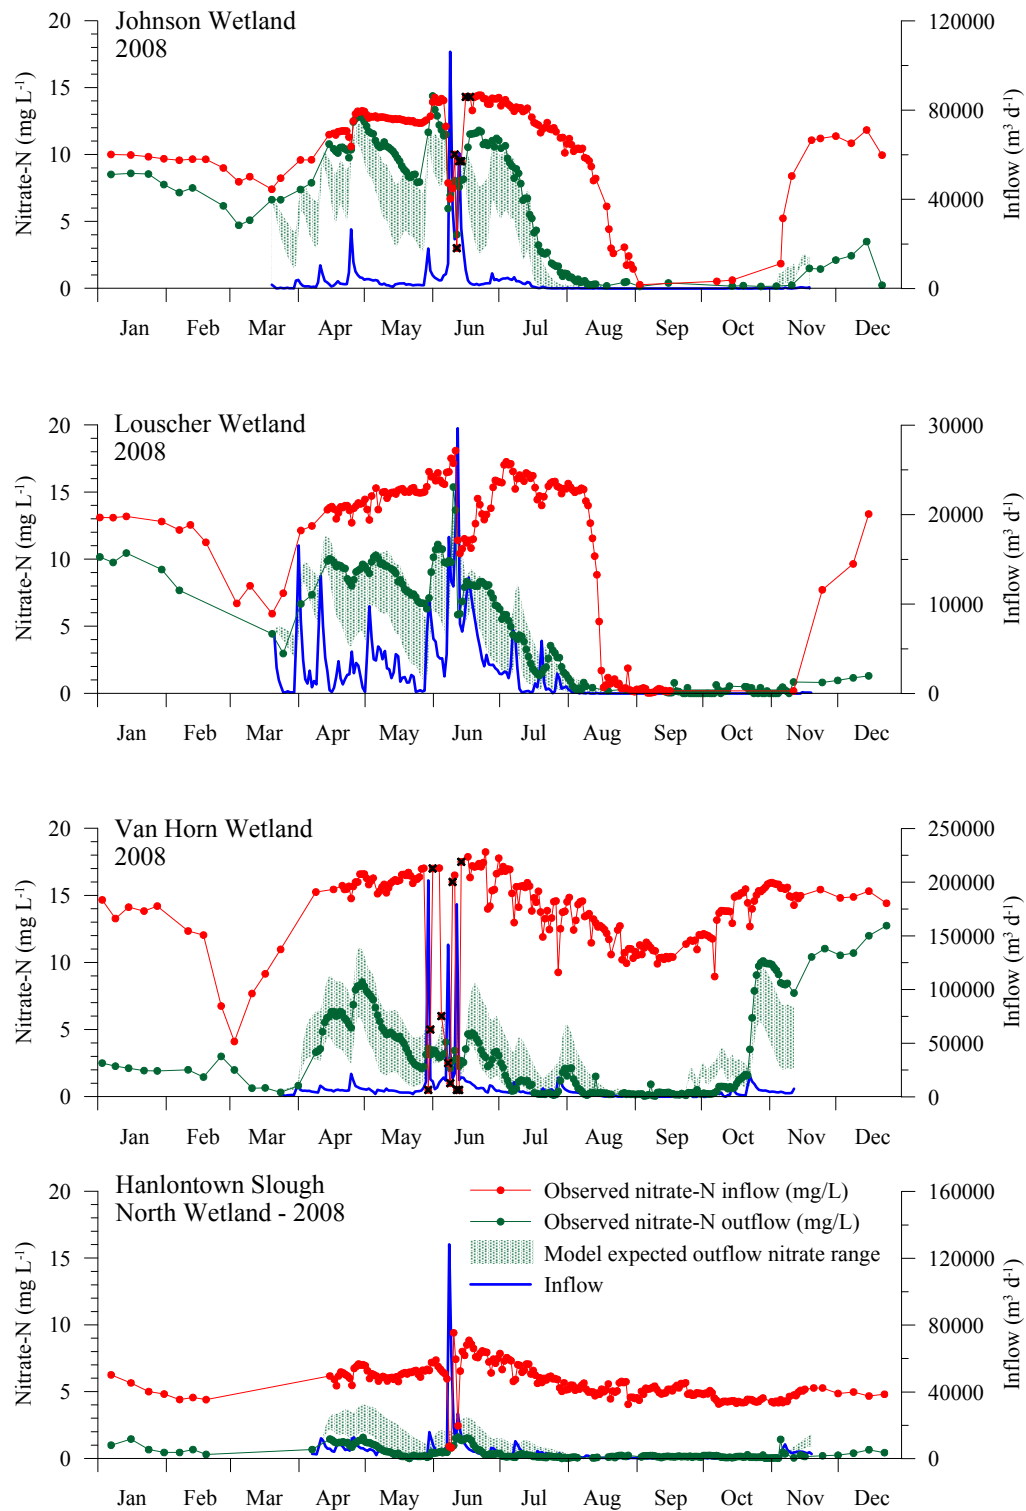 Johnson Wetland
2008
20
15
10
5
0
Nitrate-N (mg L-1)
120000
80000
40000
0
Inflow (m3 d-1)
Jan Feb Mar Apr May Jun Jul Aug Sep Oct Nov Dec
Louscher Wetland
2008
20
15
10
5
0
Nitrate-N (mg L-1)
30000
20000
10000
0
Inflow (m3 d-1)
Jan Feb Mar Apr May Jun Jul Aug Sep Oct Nov Dec
Van Horn Wetland
2008
20
15
10
5
0
Nitrate-N (mg L-1)
250000
200000
150000
100000
50000
0
Inflow (m3 d-1)
Jan Feb Mar Apr May Jun Jul Aug Sep Oct Nov Dec
Hanlontown Slough
North Wetland - 2008
Observed nitrate-N inflow (mg/L)
Observed nitrate-N outflow (mg/L)
Model expected outflow nitrate range
Inflow
20
15
10
5
0
Nitrate-N (mg L-1)
160000
120000
80000
40000
0
Inflow (m3 d-1)
Jan Feb Mar Apr May Jun Jul Aug Sep Oct Nov Dec